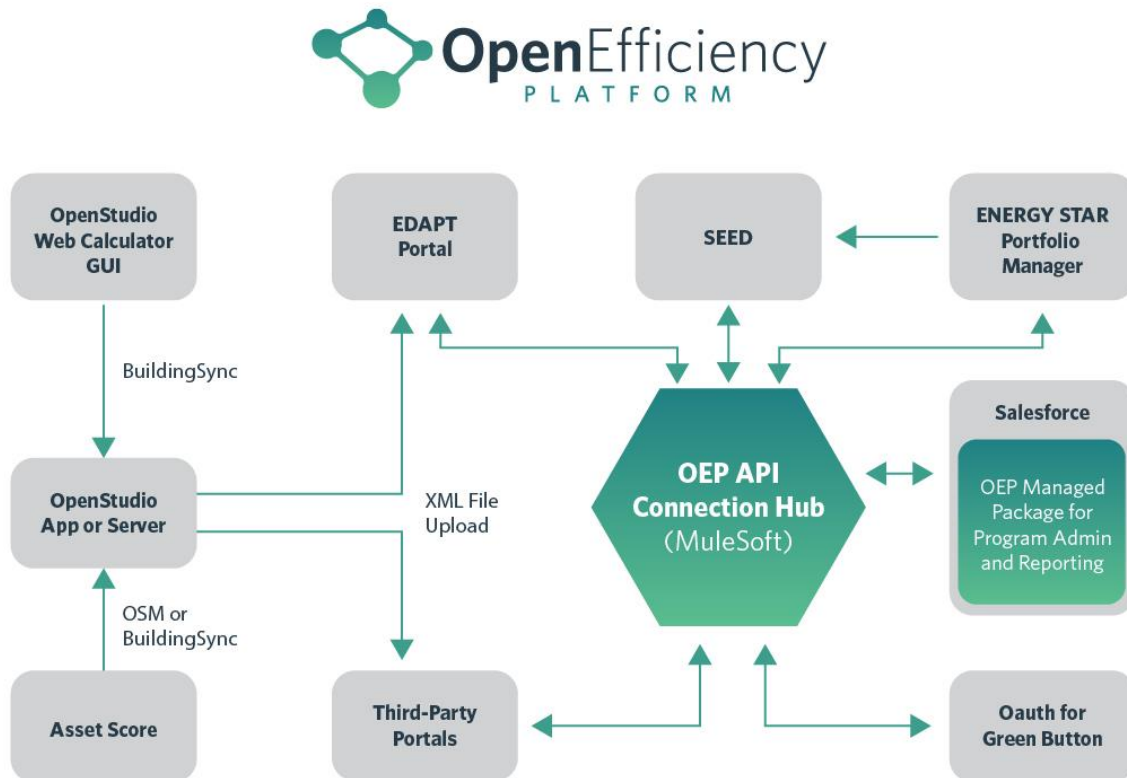 OpenEfficiency
PLATFORM
OpenStudio
Web Calculator
GUI
EDAPT
Portal
SEED
ENERGY STAR
Portfolio
Manager
BuildingSync
Salesforce
OEP API
Connection Hub
(MuleSoft)
OEP Managed
Package for
Program Admin
and Reporting
OpenStudio
App or Server
XML File
Upload
OSM or
BuildingSync
Asset Score
Third-Party
Portals
Oauth for
Green Button